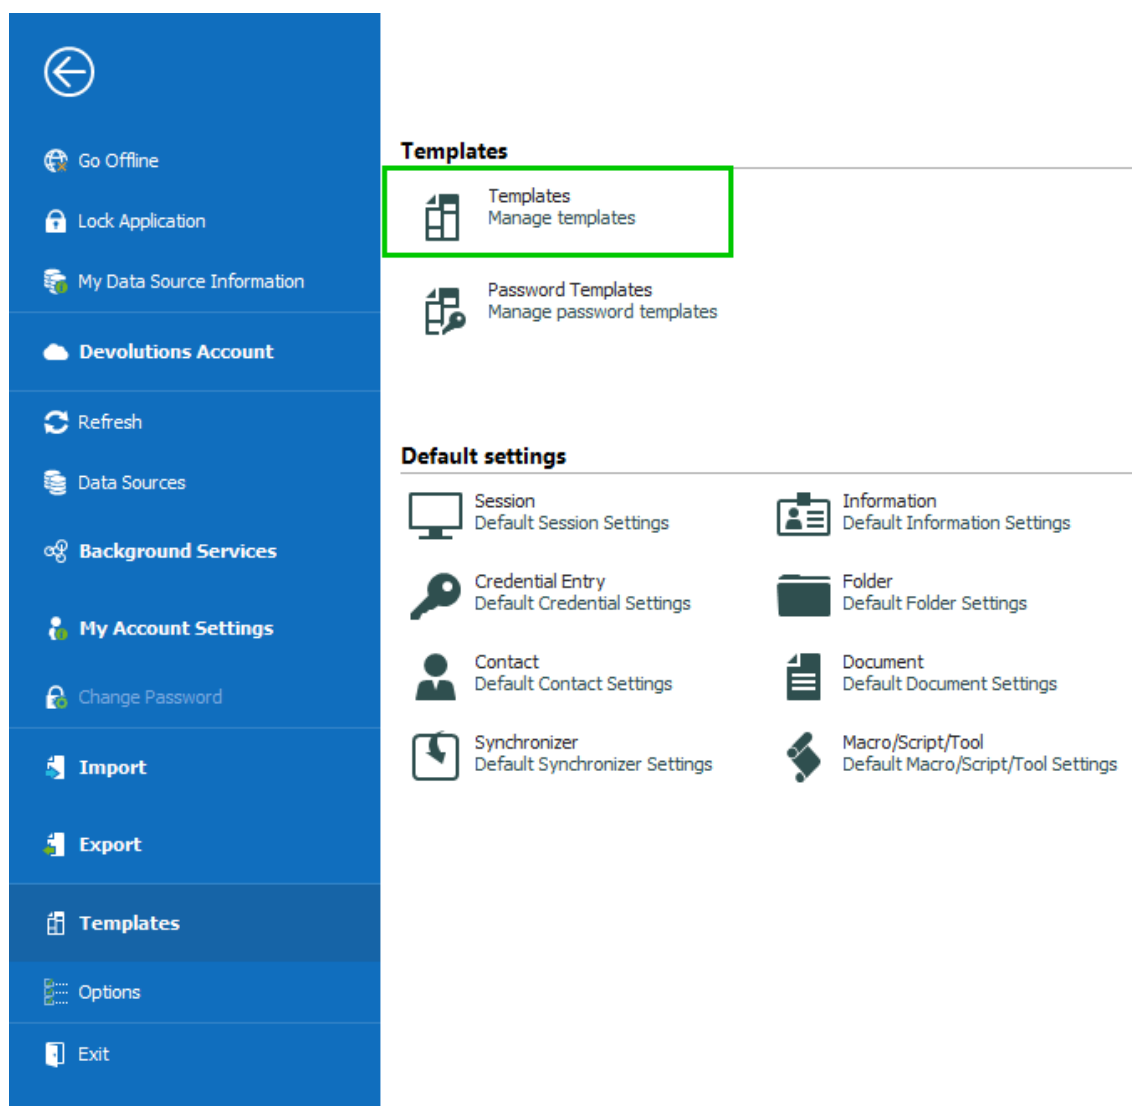 Go Offline
Lock Application
My Data Source Information
Devolutions Account
Refresh
Data Sources
Background Services
My Account Settings
Change Password
Import
Export
Templates
Options
Exit
Templates
Templates
Manage templates
Password Templates
Manage password templates
Default settings
Session
Default Session Settings
Information
Default Information Settings
Credential Entry
Default Credential Settings
Folder
Default Folder Settings
Contact
Default Contact Settings
Document
Default Document Settings
Synchronizer
Default Synchronizer Settings
Macro/Script/Tool
Default Macro/Script/Tool Settings